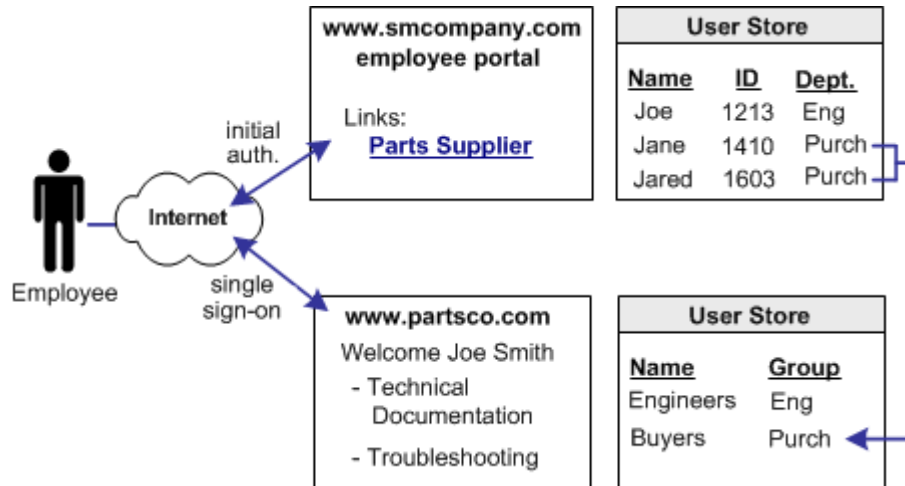 www.smcompany.com
employee portal
Links:
Parts Supplier
User Store
Name ID Dept.
Joe 1213 Eng
Jane 1410 Purch
Jared 1603 Purch
initial
auth.
Internet
Employee
single
sign-on
www.partsco.com
Welcome Joe Smith
- Technical
Documentation
- Troubleshooting
User Store
Name Group
Engineers Eng
Buyers Purch